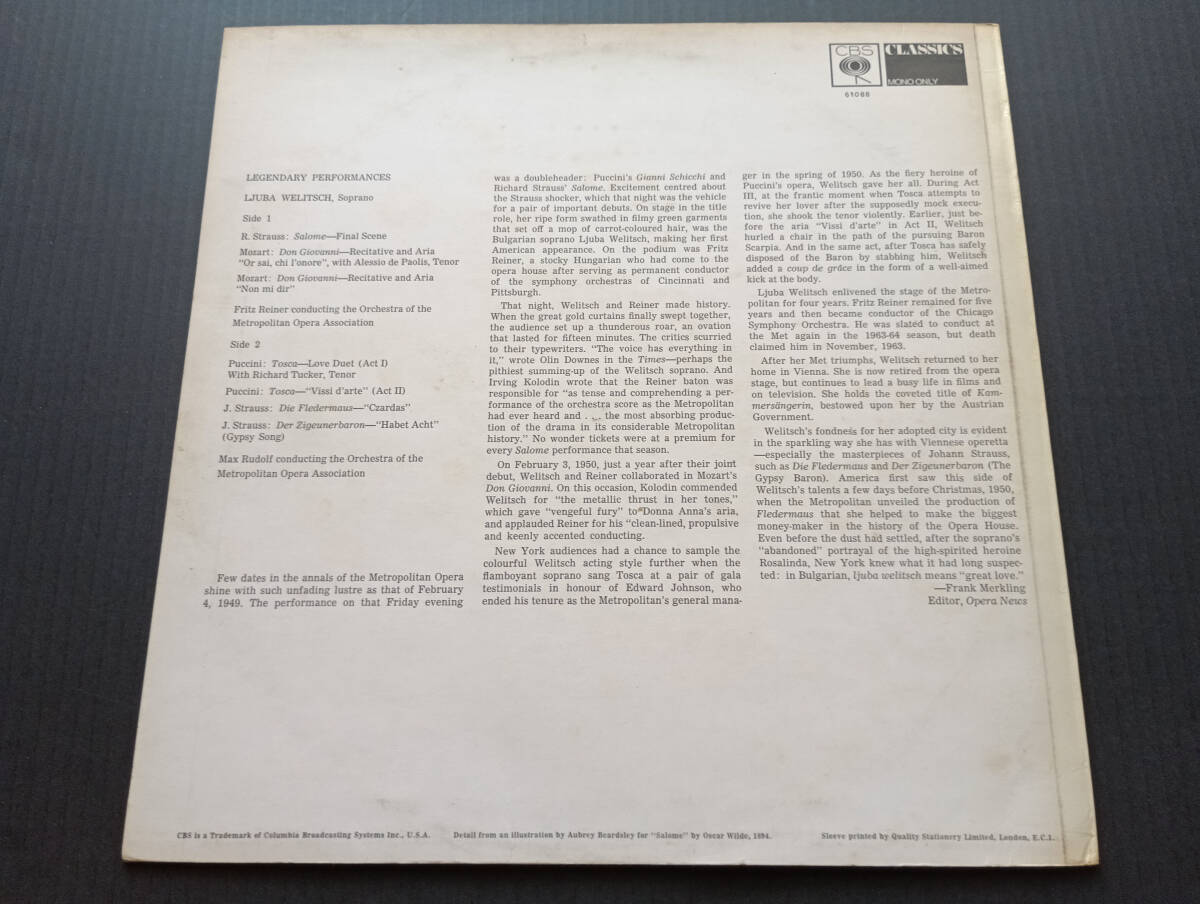 CBS
CLASSICS
MONO ONLY
61088
LEGENDARY PERFORMANCES
LJUBA WELITSCH, Soprano
Side 1
R. Strauss: Salome—Final Scene
Mozart: Don Giovanni—Recitative and Aria
"Or sai, chi l'onore", with Alessio de Paolis, Tenor
Mozart: Don Giovanni—Recitative and Aria
"Non mi dir"
Fritz Reiner conducting the Orchestra of the
Metropolitan Opera Association
Side 2
Puccini: Tosca—Love Duet (Act I)
With Richard Tucker, Tenor
Puccini: Tosca—"Vissi d'arte" (Act II)
J. Strauss: Die Fledermaus—"Czardas"
J. Strauss: Der Zigeunerbaron—"Habet Acht"
(Gypsy Song)
Max Rudolf conducting the Orchestra of the
Metropolitan Opera Association
Few dates in the annals of the Metropolitan Opera
shine with such unfading lustre as that of February
4, 1949. The performance on that Friday evening
was a doubleheader: Puccini's Gianni Schicchi and
Richard Strauss' Salome. Excitement centred about
the Strauss shocker, which that night was the vehicle
for a pair of important debuts. On stage in the title
role, her ripe form swathed in filmy green garments
that set off a mop of carrot-coloured hair, was the
Bulgarian soprano Ljuba Welitsch, making her first
American appearance. On the podium was Fritz
Reiner, a stocky Hungarian who had come to the
opera house after serving as permanent conductor
of the symphony orchestras of Cincinnati and
Pittsburgh.
That night, Welitsch and Reiner made history.
When the great gold curtains finally swept together,
the audience set up a thunderous roar, an ovation
that lasted for fifteen minutes. The critics scurried
to their typewriters. "The voice has everything in
it," wrote Olin Downes in the Times—perhaps the
pithiest summing-up of the Welitsch soprano. And
Irving Kolodin wrote that the Reiner baton was
responsible for "as tense and comprehending a per-
formance of the orchestra score as the Metropolitan
had ever heard and . . . the most absorbing produc-
tion of the drama in its considerable Metropolitan
history." No wonder tickets were at a premium for
every Salome performance that season.
On February 3, 1950, just a year after their joint
debut, Welitsch and Reiner collaborated in Mozart's
Don Giovanni. On this occasion, Kolodin commended
Welitsch for "the metallic thrust in her tones,"
which gave "vengeful fury" to Donna Anna's aria,
and applauded Reiner for his "clean-lined, propulsive
and keenly accented conducting.
New York audiences had a chance to sample the
colourful Welitsch acting style further when the
flamboyant soprano sang Tosca at a pair of gala
testimonials in honour of Edward Johnson, who
ended his tenure as the Metropolitan's general mana-
ger in the spring of 1950. As the fiery heroine of
Puccini's opera, Welitsch gave her all. During Act
III, at the frantic moment when Tosca attempts to
revive her lover after the supposedly mock execu-
tion, she shook the tenor violently. Earlier, just be-
fore the aria "Vissi d'arte" in Act II, Welitsch
hurled a chair in the path of the pursuing Baron
Scarpia. And in the same act, after Tosca has safely
disposed of the Baron by stabbing him, Welitsch
added a coup de grâce in the form of a well-aimed
kick at the body.
Ljuba Welitsch enlivened the stage of the Metro-
politan for four years. Fritz Reiner remained for five
years and then became conductor of the Chicago
Symphony Orchestra. He was slated to conduct at
the Met again in the 1963-64 season, but death
claimed him in November, 1963.
After her Met triumphs, Welitsch returned to her
home in Vienna. She is now retired from the opera
stage, but continues to lead a busy life in films and
on television. She holds the coveted title of Kam-
mersängerin, bestowed upon her by the Austrian
Government.
Welitsch's fondness for her adopted city is evident
in the sparkling way she has with Viennese operetta
—especially the masterpieces of Johann Strauss,
such as Die Fledermaus and Der Zigeunerbaron (The
Gypsy Baron). America first saw this side of
Welitsch's talents a few days before Christmas, 1950,
when the Metropolitan unveiled the production of
Fledermaus that she helped to make the biggest
money-maker in the history of the Opera House.
Even before the dust had settled, after the soprano's
"abandoned" portrayal of the high-spirited heroine
Rosalinda, New York knew what it had long suspec-
ted: in Bulgarian, ljuba welitsch means "great love."
—Frank Merkling
Editor, Opera News
CBS is a Trademark of Columbia Broadcasting Systems Inc., U.S.A.
Detail from an illustration by Aubrey Beardsley for "Salome" by Oscar Wilde, 1894.
Sleeve printed by Quality Stationery Limited, London, E.C.1.